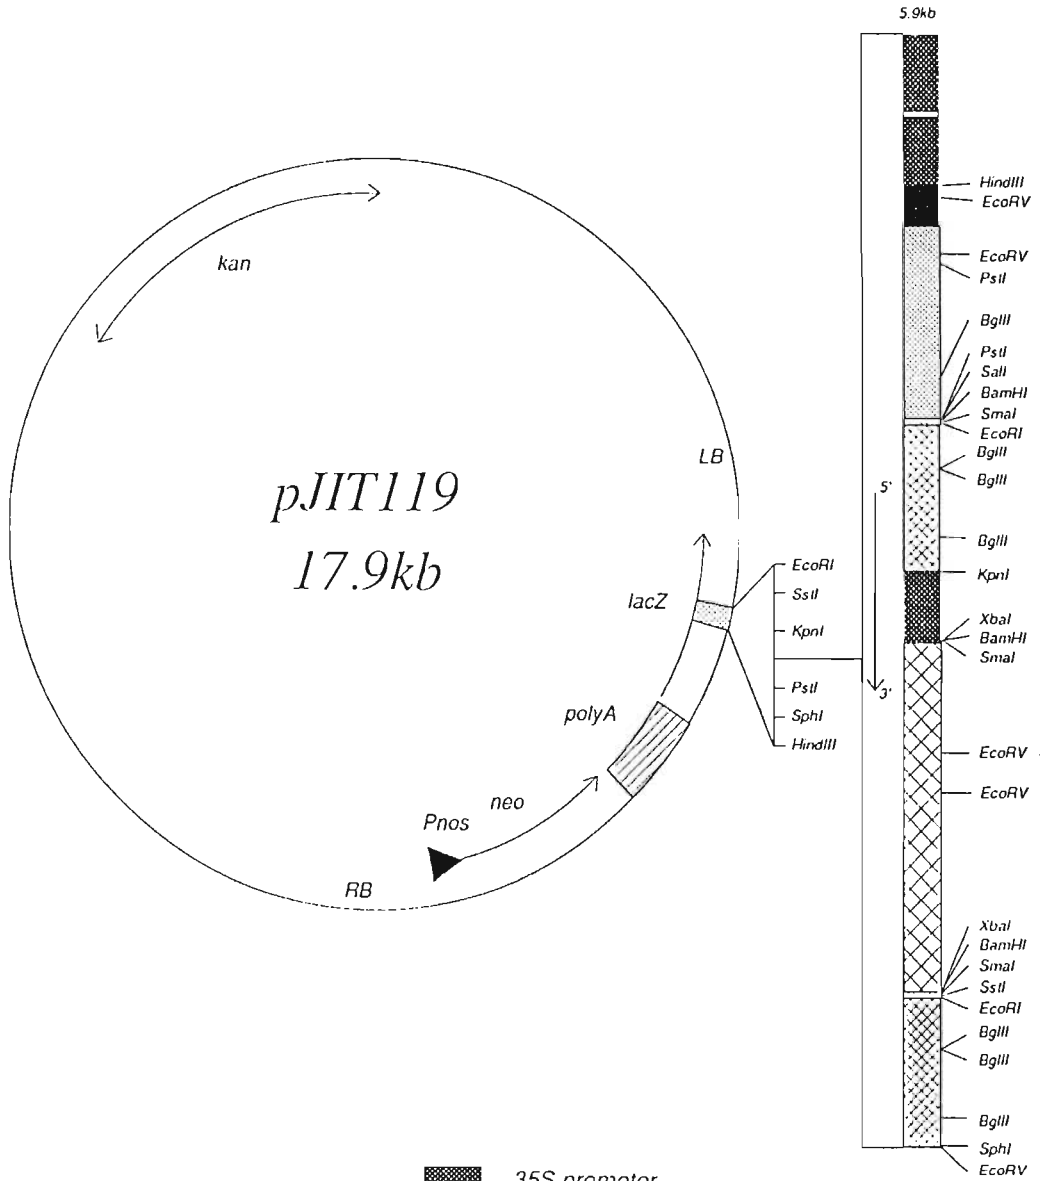 5.9kb
HindIII
EcoRV
EcoRV
PstI
BglII
PstI
SalI
BamHI
SmaI
EcoRI
BglII
BglII
BglII
KpnI
XbaI
BamHI
SmaI
EcoRV
EcoRV
XbaI
BamHI
SmaI
SstI
EcoRI
BglII
BglII
BglII
SphI
EcoRV
5'
3'
kan
pJIT119
17.9kb
LB
lacZ
polyA
neo
Pnos
RB
EcoRI
SstI
KpnI
PstI
SphI
HindIII
35S promoter